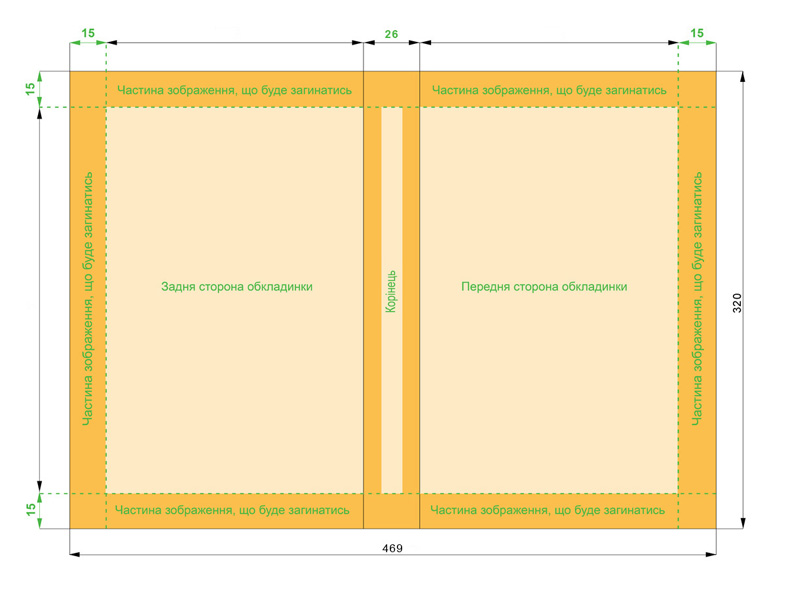 15
26
15
15
Частина зображення, що буде загинатись
Частина зображення, що буде загинатись
Частина зображення, що буде загинатись
Задня сторона обкладинки
Корінець
Передня сторона обкладинки
Частина зображення, що буде загинатись
320
15
Частина зображення, що буде загинатись
Частина зображення, що буде загинатись
469